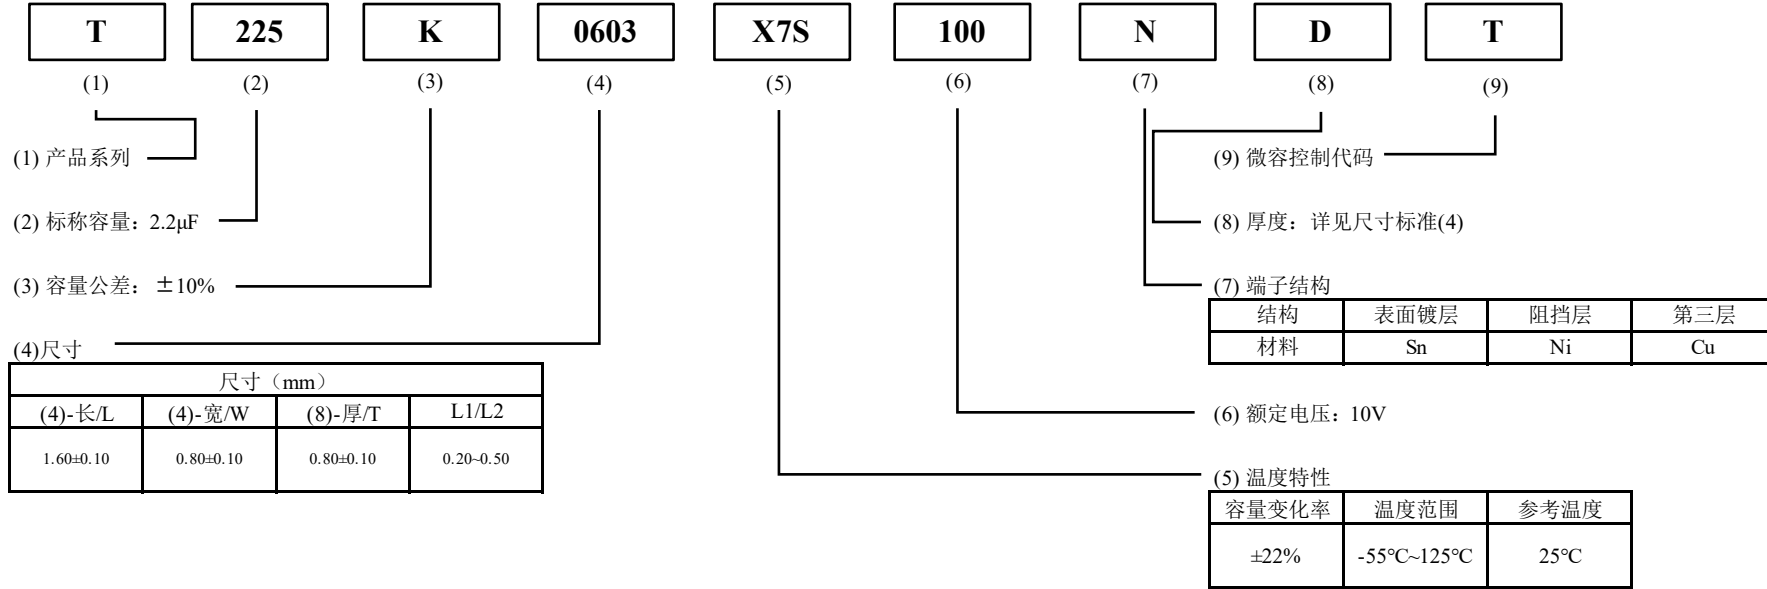 T 225 K 0603 X7S 100 N D T
(1) (2) (3) (4) (5) (6) (7) (8) (9)
(1) 产品系列
(9) 微容控制代码
(2) 标称容量：2.2μF
(8) 厚度：详见尺寸标准(4)
(3) 容量公差：±10%
(7) 端子结构
结构 表面镀层 阻挡层 第三层
材料 Sn Ni Cu
(4)尺寸
尺寸（mm）
(4)-长/L (4)-宽/W (8)-厚/T L1/L2
1.60±0.10 0.80±0.10 0.80±0.10 0.20~0.50
(6) 额定电压：10V
(5) 温度特性
容量变化率 温度范围 参考温度
±22% -55℃~125℃ 25℃